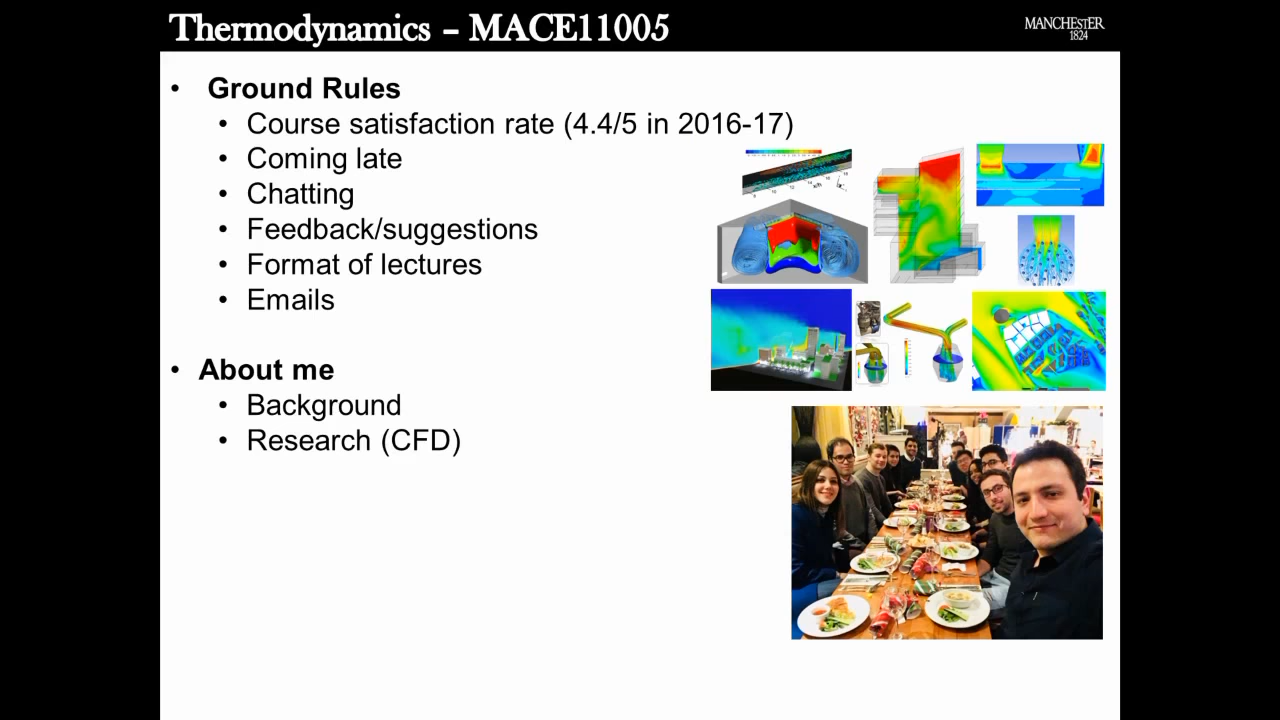 Thermodynamics – MACE11005
MANCHESTER
1824
• Ground Rules
• Course satisfaction rate (4.4/5 in 2016-17)
• Coming late
• Chatting
• Feedback/suggestions
• Format of lectures
• Emails
• About me
• Background
• Research (CFD)